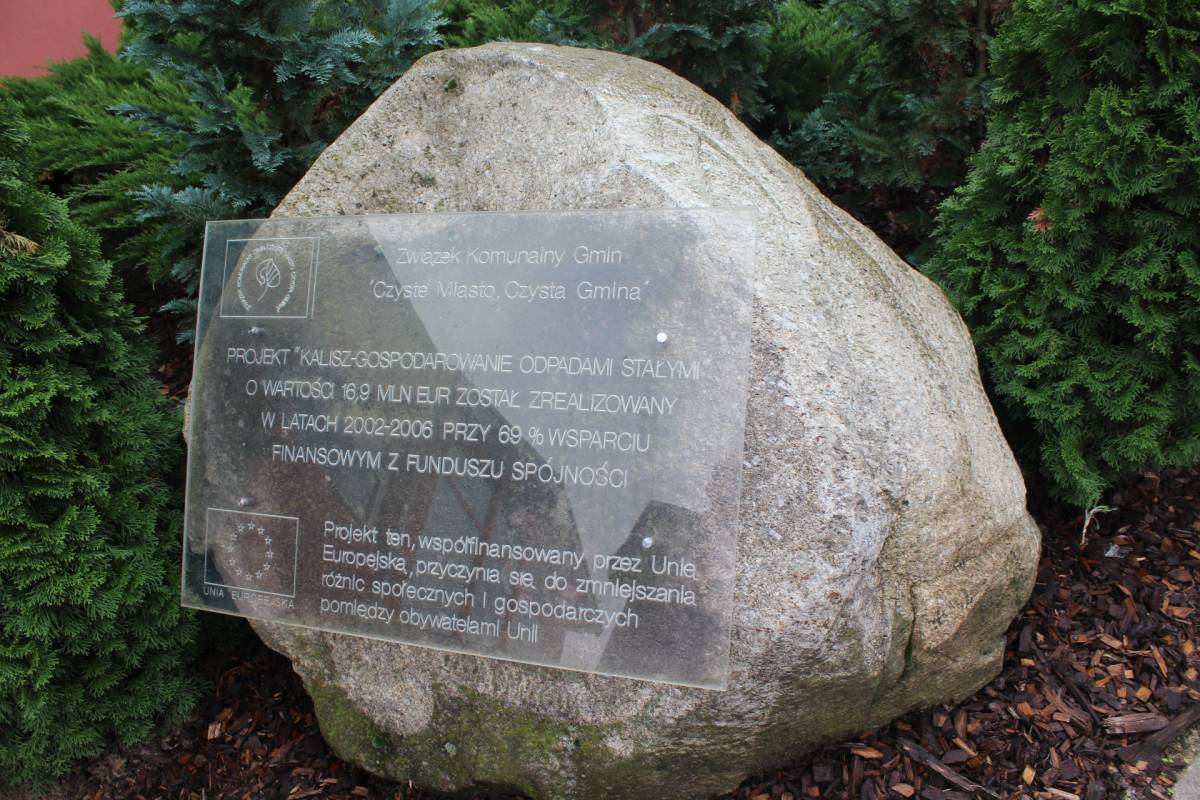 Związek Komunalny Gmin
"Czyste Miasto, Czysta Gmina"
PROJEKT "KALISZ-GOSPODAROWANIE ODPADAMI STAŁYMI
O WARTOŚCI 16,9 MLN EUR ZOSTAŁ ZREALIZOWANY
W LATACH 2002-2006 PRZY 69 % WSPARCIU
FINANSOWYM Z FUNDUSZU SPÓJNOŚCI
Projekt ten, współfinansowany przez Unię
Europejską, przyczynia się do zmniejszania
różnic społecznych i gospodarczych
pomiędzy obywatelami Unii
UNIA EUROPEJSKA